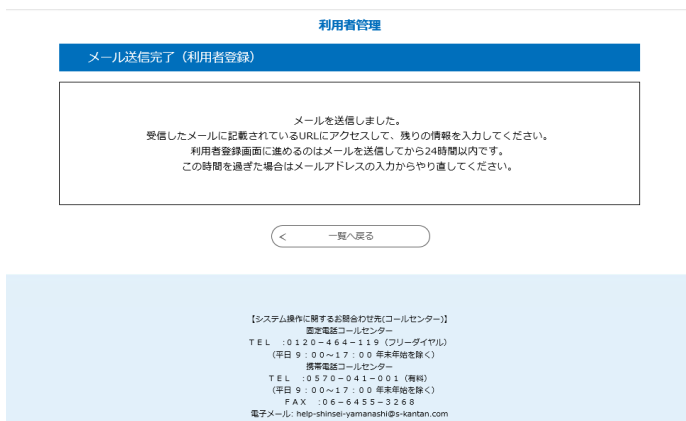 利用者管理
メール送信完了（利用者登録）
メールを送信しました。
受信したメールに記載されているURLにアクセスして、残りの情報を入力してください。
利用者登録画面に進めるのはメールを送信してから24時間以内です。
この時間を過ぎた場合はメールアドレスの入力からやり直してください。
＜ 一覧へ戻る
【システム操作に関するお問合わせ先(コールセンター)】
固定電話コールセンター
ＴＥＬ ：０１２０－４６４－１１９（フリーダイヤル）
（平日 ９：００～１７：００ 年末年始を除く）
携帯電話コールセンター
ＴＥＬ ：０５７０－０４１－００１（有料）
（平日 ９：００～１７：００ 年末年始を除く）
ＦＡＸ ：０６－６４５５－３２６８
電子メール: help-shinsei-yamanashi@s-kantan.com